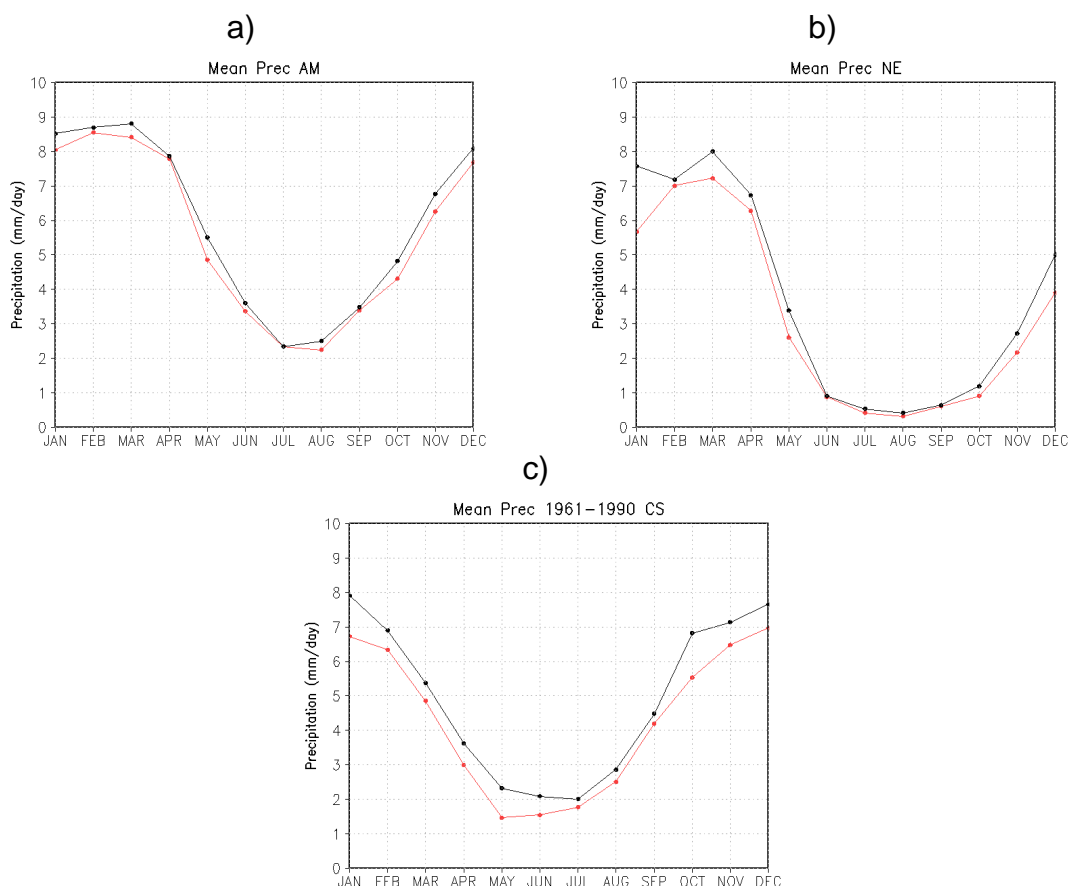 a)
b)
Mean Prec AM
Mean Prec NE
Precipitation (mm/day)
10
9
8
7
6
5
4
3
2
1
0
JAN FEB MAR APR MAY JUN JUL AUG SEP OCT NOV DEC
Precipitation (mm/day)
10
9
8
7
6
5
4
3
2
1
0
JAN FEB MAR APR MAY JUN JUL AUG SEP OCT NOV DEC
c)
Mean Prec 1961-1990 CS
Precipitation (mm/day)
10
9
8
7
6
5
4
3
2
1
0
JAN FEB MAR APR MAY JUN JUL AUG SEP OCT NOV DEC